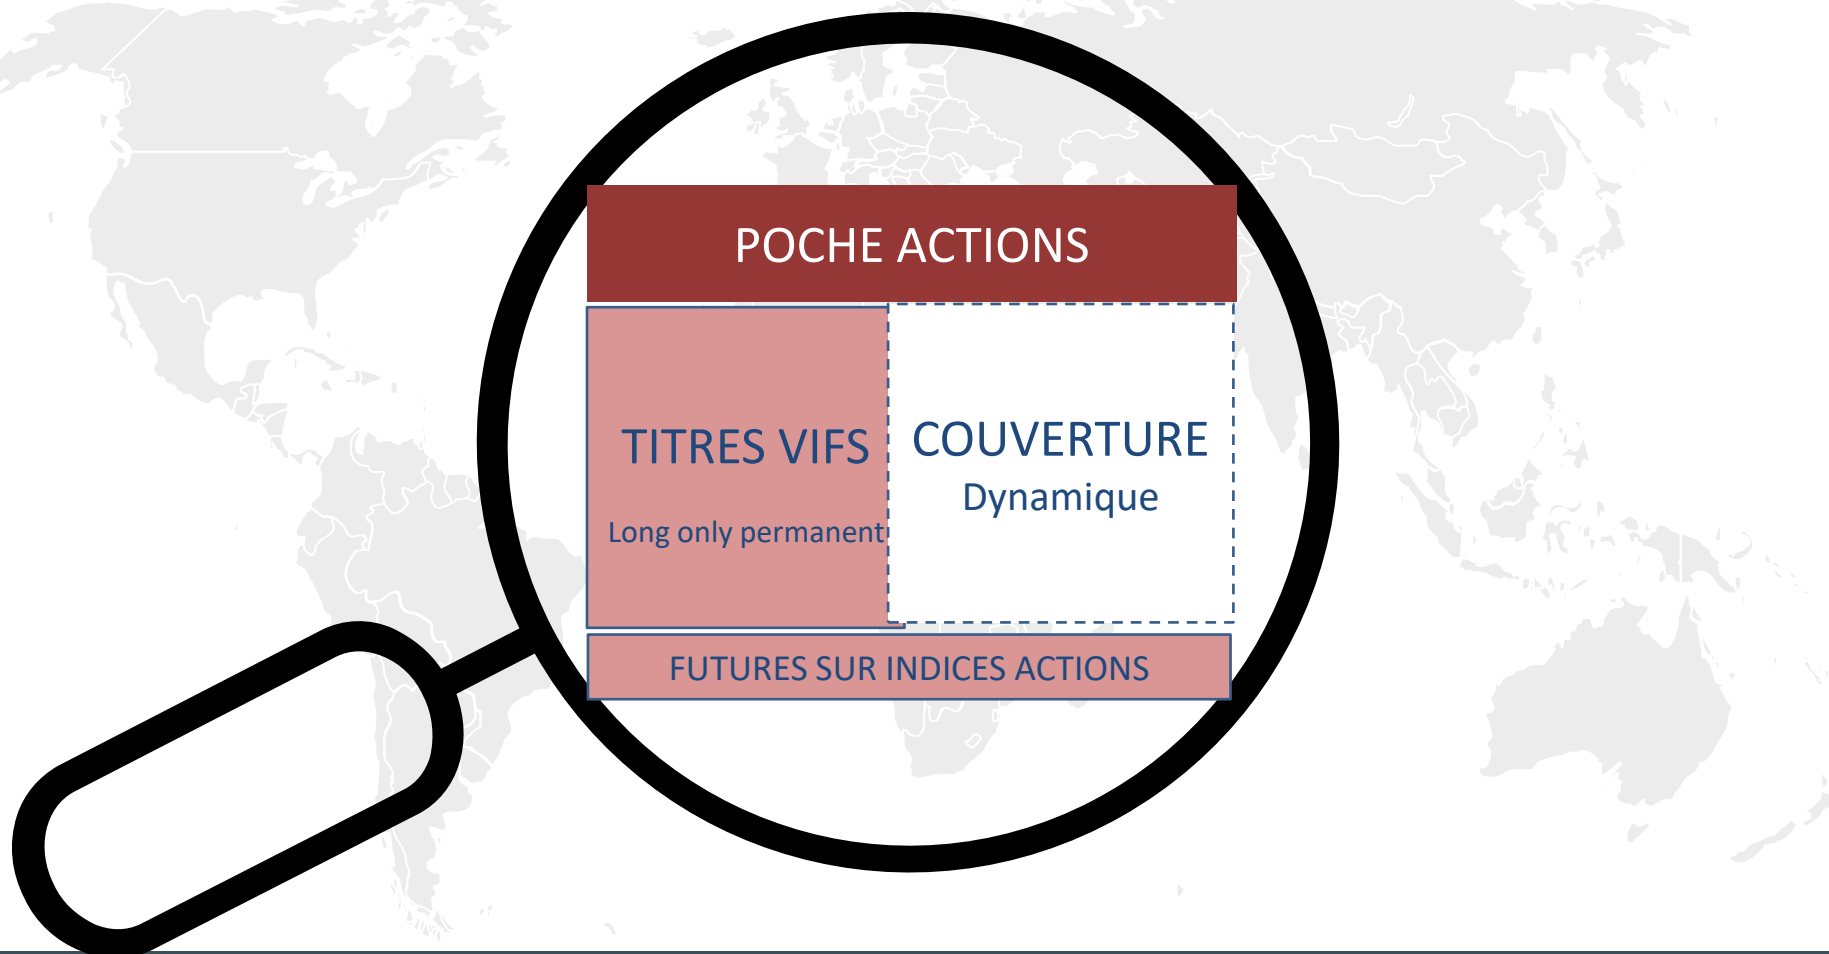 POCHE ACTIONS
TITRES VIFS
Long only permanent
COUVERTURE
Dynamique
FUTURES SUR INDICES ACTIONS